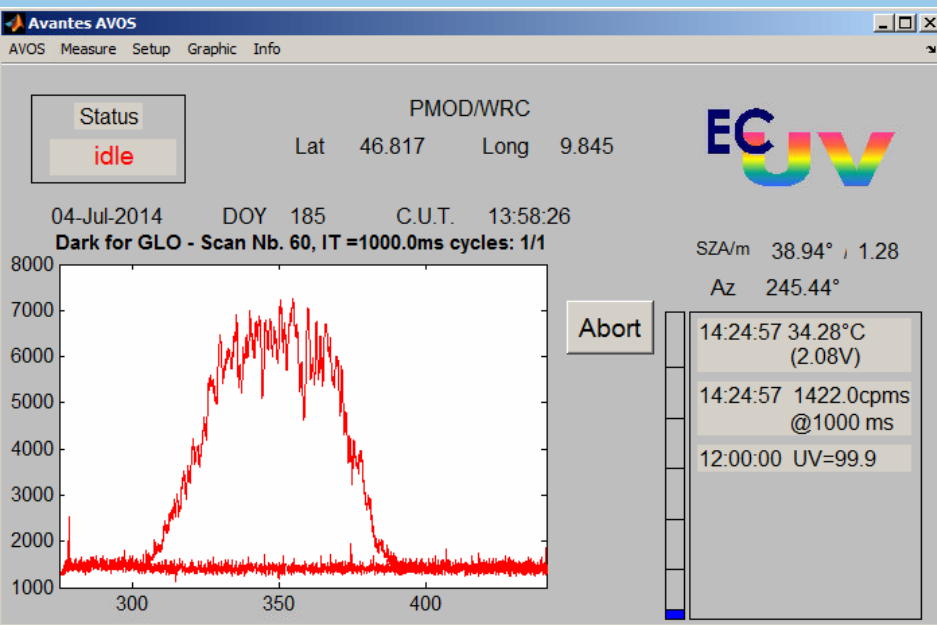 Avantes AVOS
AVOS Measure Setup Graphic Info
Status
idle
PMOD/WRC
Lat 46.817 Long 9.845
EC UV
04-Jul-2014 DOY 185 C.U.T. 13:58:26
Dark for GLO - Scan Nb. 60, IT =1000.0ms cycles: 1/1
SZA/m 38.94° / 1.28
Az 245.44°
8000
7000
6000
5000
4000
3000
2000
1000
300 350 400
Abort
14:24:57 34.28°C
(2.08V)
14:24:57 1422.0cpms
@1000 ms
12:00:00 UV=99.9